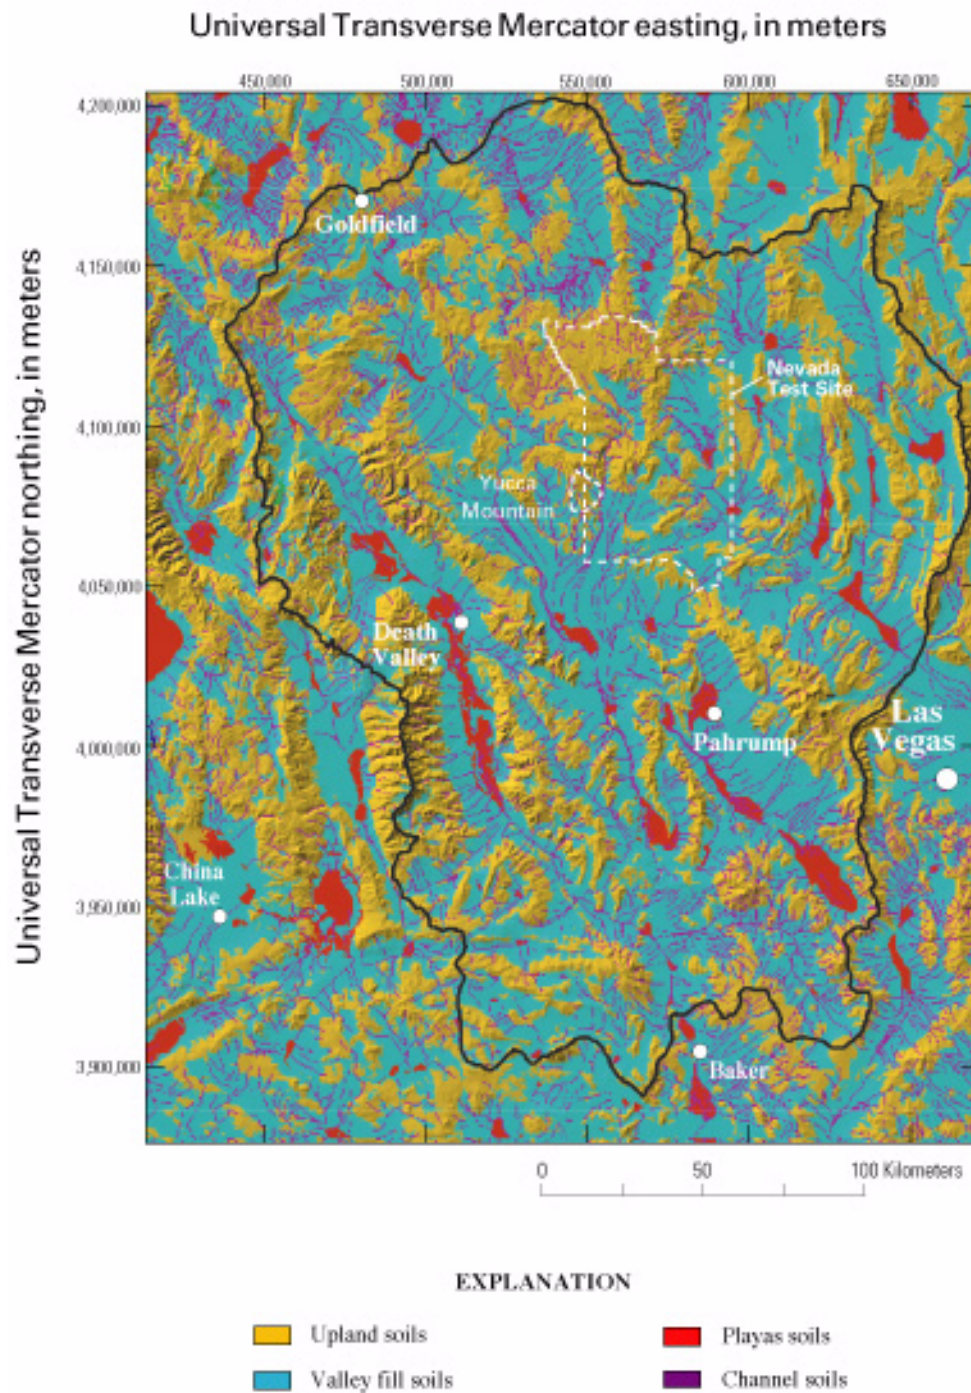 Universal Transverse Mercator easting, in meters
450,000 500,000 550,000 600,000 650,000
4,200,000
Goldfield
4,150,000
Nevada
Test Site
4,100,000
Yucca
Mountain
4,050,000
Death
Valley
Las
Vegas
Pahrump
4,000,000
China
Lake
3,950,000
Baker
3,900,000
Universal Transverse Mercator northing, in meters
0 50 100 Kilometers
EXPLANATION
Upland soils
Playas soils
Valley fill soils
Channel soils